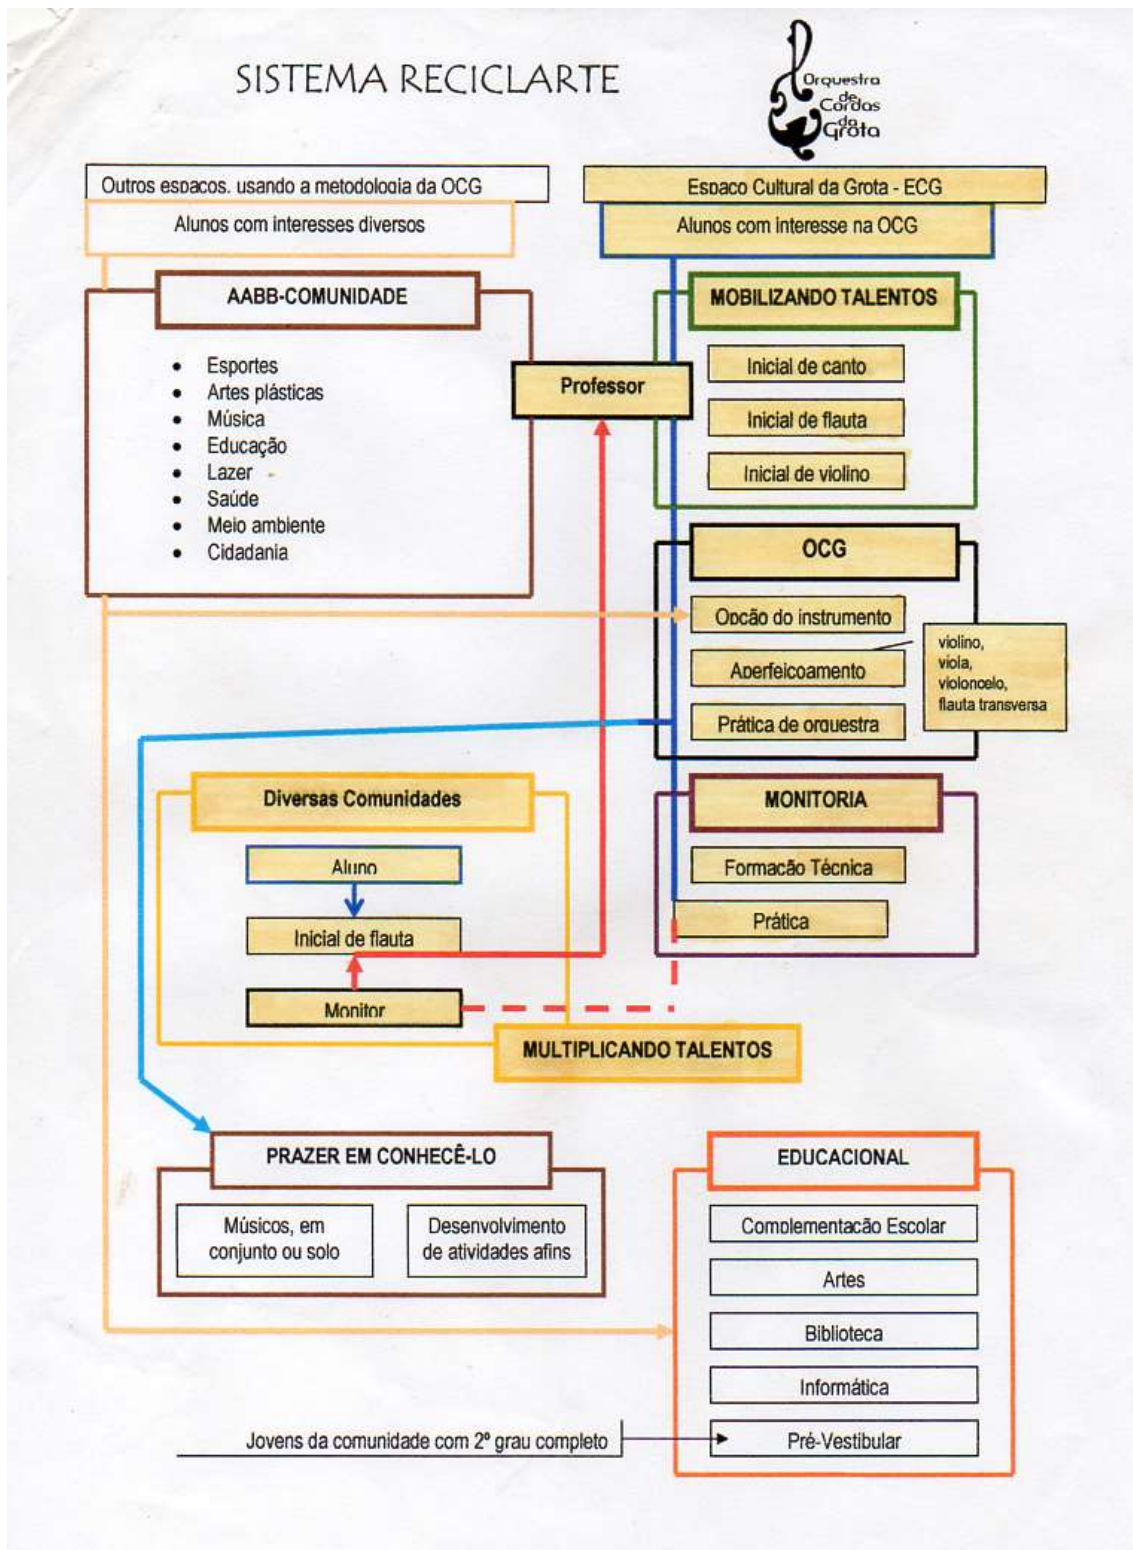 SISTEMA RECICLARTE
Orquestra
de
Cordas
da
Grota
Outros espaços, usando a metodologia da OCG
Espaço Cultural da Grota - ECG
Alunos com interesses diversos
Alunos com interesse na OCG
AABB-COMUNIDADE
MOBILIZANDO TALENTOS
• Esportes
• Artes plásticas
• Música
• Educação
• Lazer
• Saúde
• Meio ambiente
• Cidadania
Professor
Inicial de canto
Inicial de flauta
Inicial de violino
OCG
Opcão do instrumento
Aperfeiçoamento
Prática de orquestra
violino,
viola,
violoncelo,
flauta transversa
Diversas Comunidades
Aluno
Inicial de flauta
Monitor
MULTIPLICANDO TALENTOS
MONITORIA
Formação Técnica
Prática
PRAZER EM CONHECÊ-LO
Músicos, em
conjunto ou solo
Desenvolvimento
de atividades afins
EDUCACIONAL
Complementação Escolar
Artes
Biblioteca
Informática
Pré-Vestibular
Jovens da comunidade com 2º grau completo